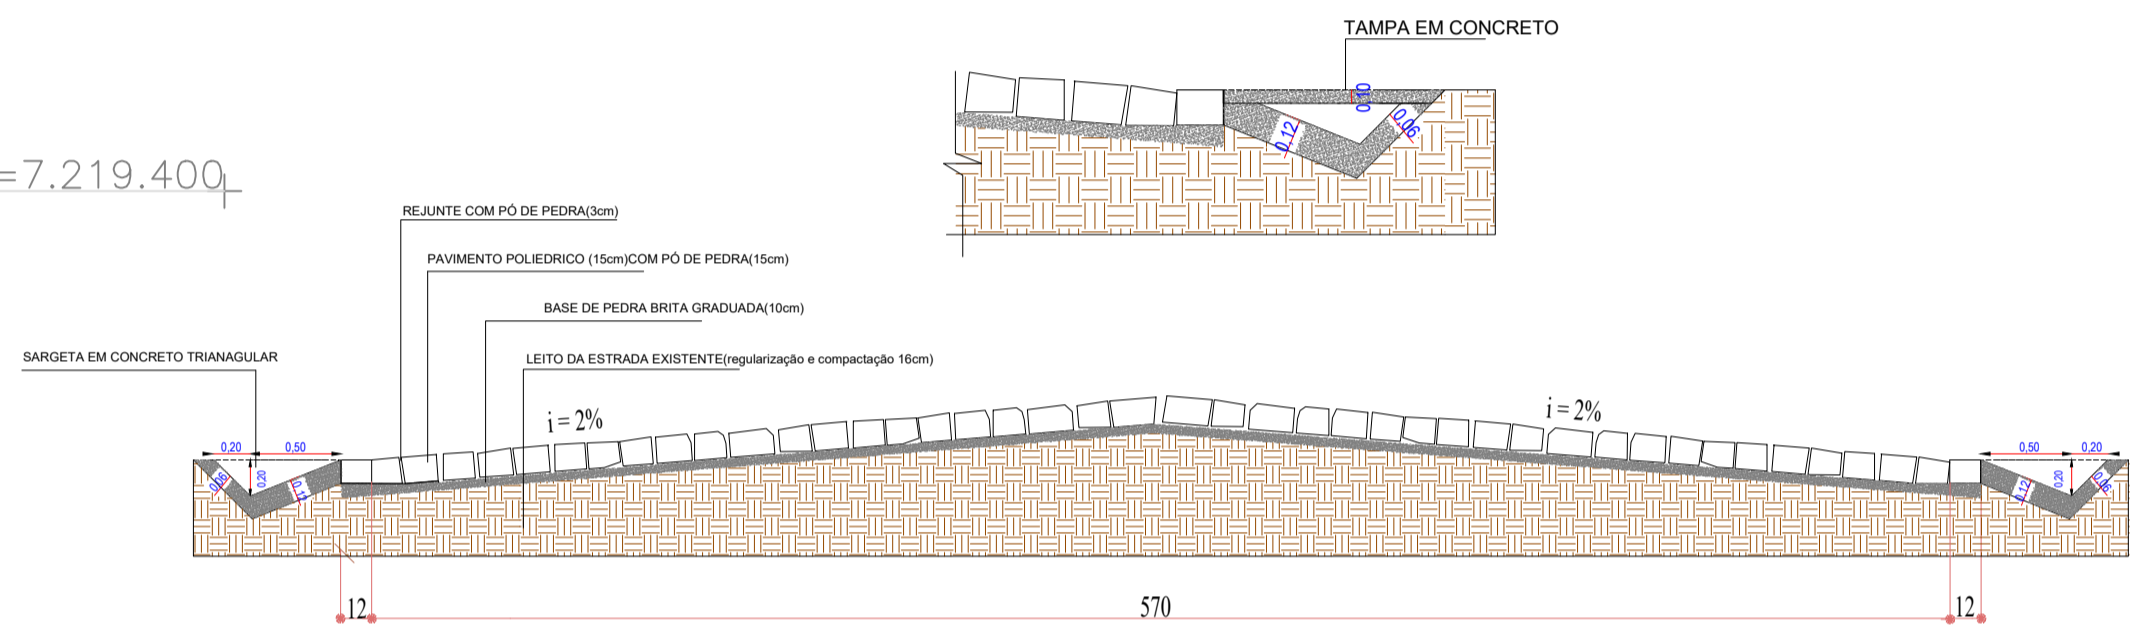 TAMPA EM CONCRETO
0,10
0,12
0,06
=7.219.400
REJUNTE COM PÓ DE PEDRA(3cm)
PAVIMENTO POLIEDRICO (15cm)COM PÓ DE PEDRA(15cm)
BASE DE PEDRA BRITA GRADUADA(10cm)
SARGETA EM CONCRETO TRIANAGULAR
LEITO DA ESTRADA EXISTENTE(regularização e compactação 16cm)
i = 2%
i = 2%
0,20
0,50
0,50
0,20
0,06
0,20
0,12
0,12
0,20
0,06
12
570
12